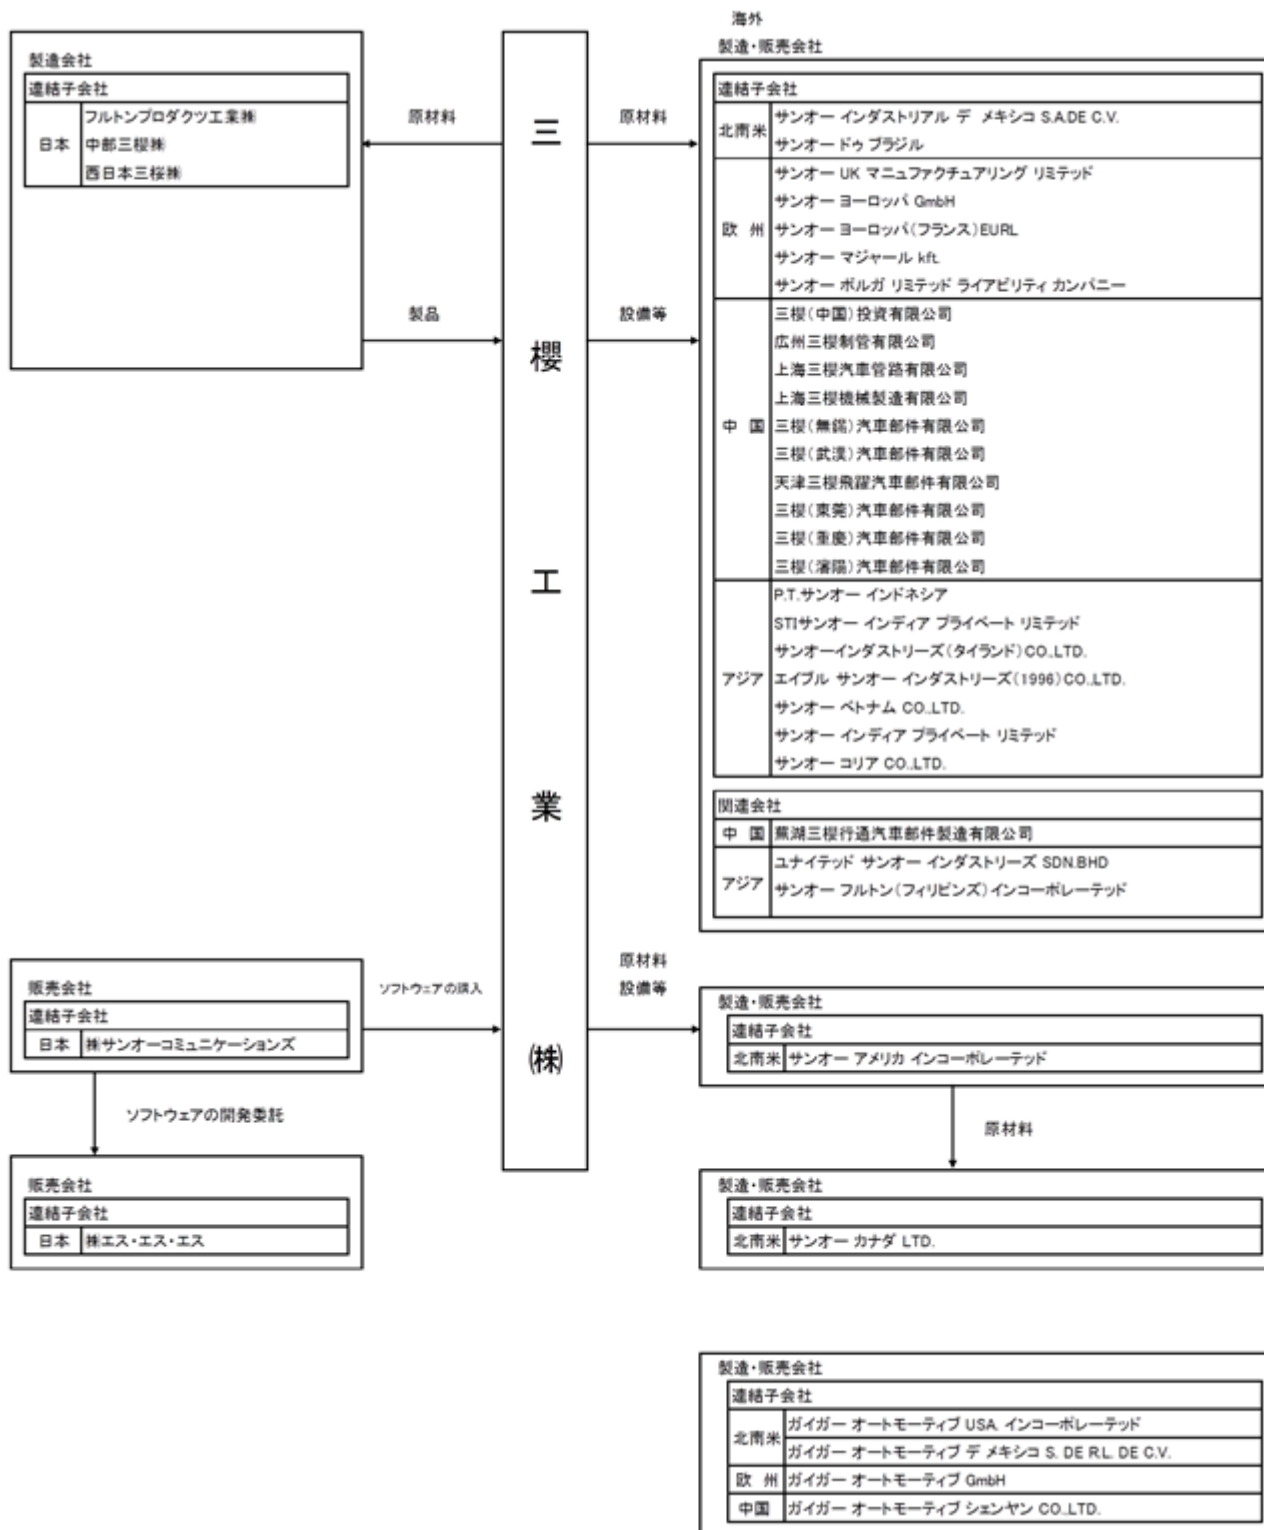 海外
製造会社
連結子会社
日本
フルトンプロダクツ工業㈱
中部三櫻㈱
西日本三桜㈱
原材料
製品
三櫻工業㈱
原材料
設備等
製造・販売会社
連結子会社
北南米
サンオー インダストリアル デ メキシコ S.A.DE C.V.
サンオー ドゥ ブラジル
欧 州
サンオー UK マニュファクチュアリング リミテッド
サンオー ヨーロッパ GmbH
サンオー ヨーロッパ(フランス)EURL
サンオー マジャール kft.
サンオー ボルガ リミテッド ライアビリティ カンパニー
中 国
三櫻(中国)投資有限公司
広州三櫻制管有限公司
上海三櫻汽車管路有限公司
上海三櫻機械製造有限公司
三櫻(無錫)汽車部件有限公司
三櫻(武漢)汽車部件有限公司
天津三櫻飛躍汽車部件有限公司
三櫻(東莞)汽車部件有限公司
三櫻(重慶)汽車部件有限公司
三櫻(瀋陽)汽車部件有限公司
アジア
P.T.サンオー インドネシア
STIサンオー インディア プライベート リミテッド
サンオーインダストリーズ(タイランド)CO.,LTD.
エイブル サンオー インダストリーズ(1996)CO.,LTD.
サンオー ベトナム CO.,LTD.
サンオー インディア プライベート リミテッド
サンオー コリア CO.,LTD.
関連会社
中 国
蕪湖三櫻行通汽車部件製造有限公司
アジア
ユナイテッド サンオー インダストリーズ SDN.BHD
サンオー フルトン(フィリピンズ)インコーポレーテッド
販売会社
連結子会社
日本
㈱サンオーコミュニケーションズ
ソフトウェアの購入
ソフトウェアの開発委託
販売会社
連結子会社
日本
㈱エス・エス・エス
原材料
設備等
製造・販売会社
連結子会社
北南米
サンオー アメリカ インコーポレーテッド
原材料
製造・販売会社
連結子会社
北南米
サンオー カナダ LTD.
製造・販売会社
連結子会社
北南米
ガイガー オートモーティブ USA. インコーポレーテッド
ガイガー オートモーティブ デ メキシコ S. DE R.L. DE C.V.
欧 州
ガイガー オートモーティブ GmbH
中国
ガイガー オートモーティブ シェンヤン CO.,LTD.